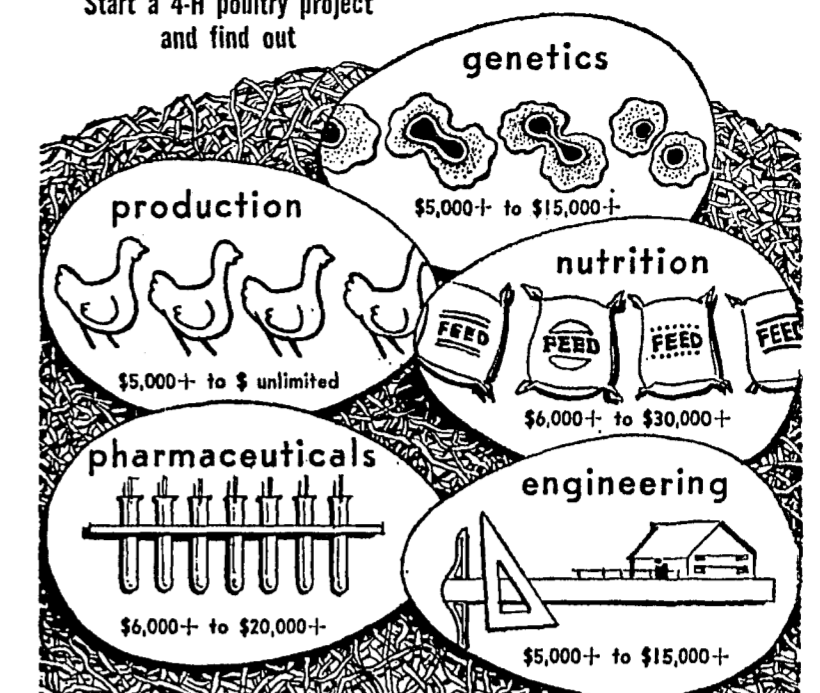 Start a 4-H poultry project
and find out
genetics
$5,000+ to $15,000+
production
$5,000+ to $ unlimited
nutrition
FEED
FEED
FEED
FEED
$6,000+ to $30,000+
pharmaceuticals
$6,000+ to $20,000+
engineering
$5,000+ to $15,000+